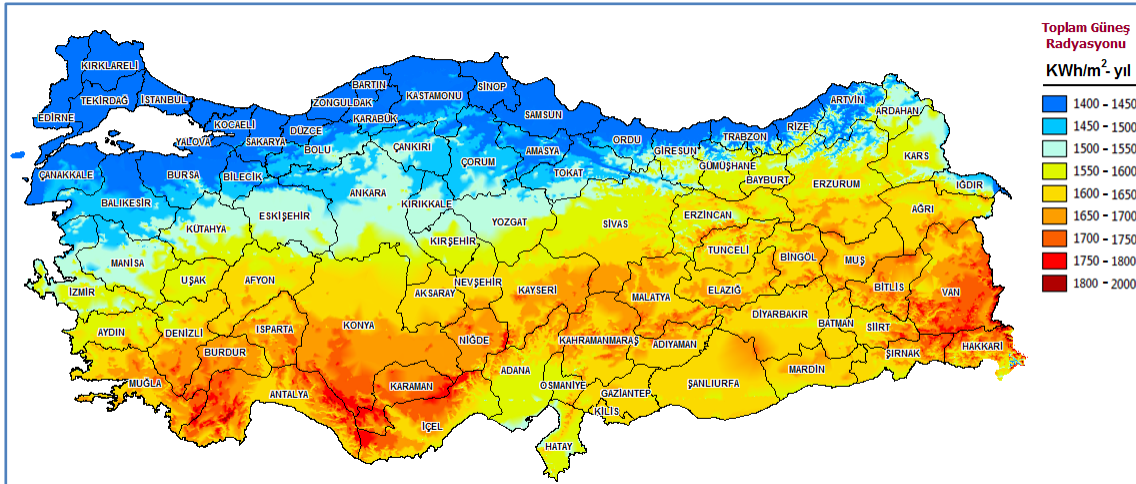 Toplam Güneş
Radyasyonu
KWh/m²- yıl
1400 - 1450
1450 - 1500
1500 - 1550
1550 - 1600
1600 - 1650
1650 - 1700
1700 - 1750
1750 - 1800
1800 - 2000
KIRKLARELİ
TEKİRDAĞ
İSTANBUL
EDİRNE
KOCAELİ
YALOVA
SAKARYA
DÜZCE
BOLU
ZONGULDAK
BARTIN
KARABÜK
KASTAMONU
SİNOP
SAMSUN
ÇANKIRI
ÇORUM
AMASYA
TOKAT
ORDU
GİRESUN
TRABZON
RİZE
ARTVİN
ARDAHAN
GÜMÜŞHANE
BAYBURT
ERZURUM
KARS
IĞDIR
AĞRI
ÇANAKKALE
BURSA
BİLECİK
BALIKESİR
KÜTAHYA
ESKİŞEHİR
ANKARA
KIRIKKALE
YOZGAT
KIRŞEHİR
SİVAS
ERZİNCAN
TUNCELİ
BİNGÖL
MUŞ
BİTLİS
VAN
MANİSA
İZMİR
UŞAK
AFYON
AKSARAY
NEVŞEHİR
KAYSERİ
MALATYA
ELAZIĞ
DİYARBAKIR
BATMAN
SİİRT
AYDIN
DENİZLİ
ISPARTA
BURDUR
KONYA
NİĞDE
KAHRAMANMARAŞ
ADIYAMAN
MARDİN
ŞIRNAK
HAKKARİ
MUĞLA
ANTALYA
KARAMAN
İÇEL
ADANA
OSMANİYE
GAZİANTEP
KİLİS
ŞANLIURFA
HATAY